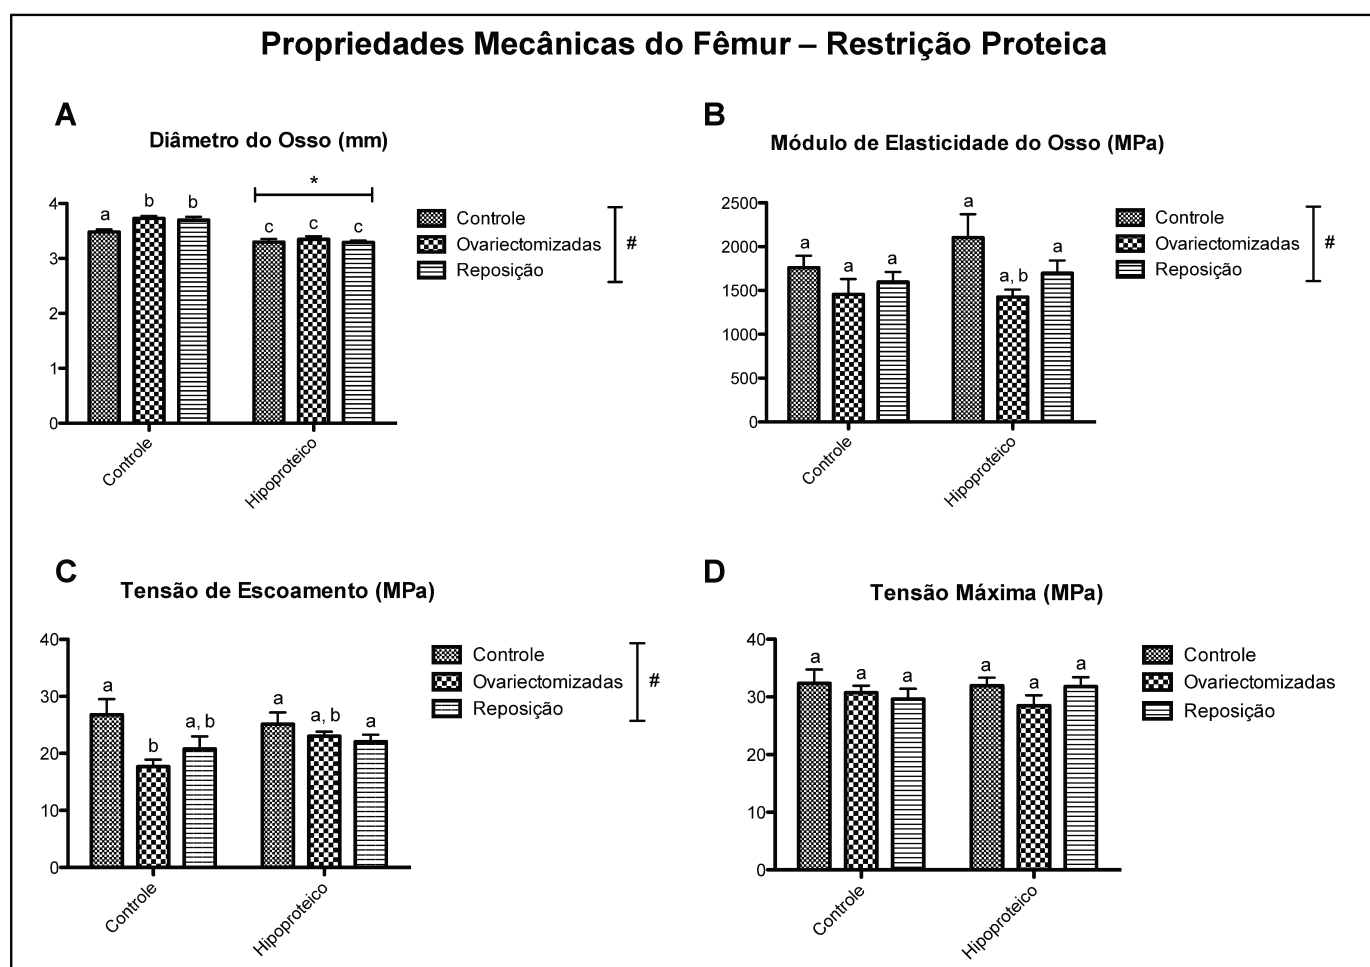 Propriedades Mecânicas do Fêmur – Restrição Proteica
A
Diâmetro do Osso (mm)
4
3
2
1
0
a
b
b
*
c
c
c
Controle
Hipoproteico
Controle
Ovariectomizadas
Reposição
#
B
Módulo de Elasticidade do Osso (MPa)
2500
2000
1500
1000
500
0
a
a
a
a
a, b
a
Controle
Hipoproteico
Controle
Ovariectomizadas
Reposição
#
C
Tensão de Escoamento (MPa)
40
30
20
10
0
a
b
a, b
a
a, b
a
Controle
Hipoproteico
Controle
Ovariectomizadas
Reposição
#
D
Tensão Máxima (MPa)
40
30
20
10
0
a
a
a
a
a
a
Controle
Hipoproteico
Controle
Ovariectomizadas
Reposição